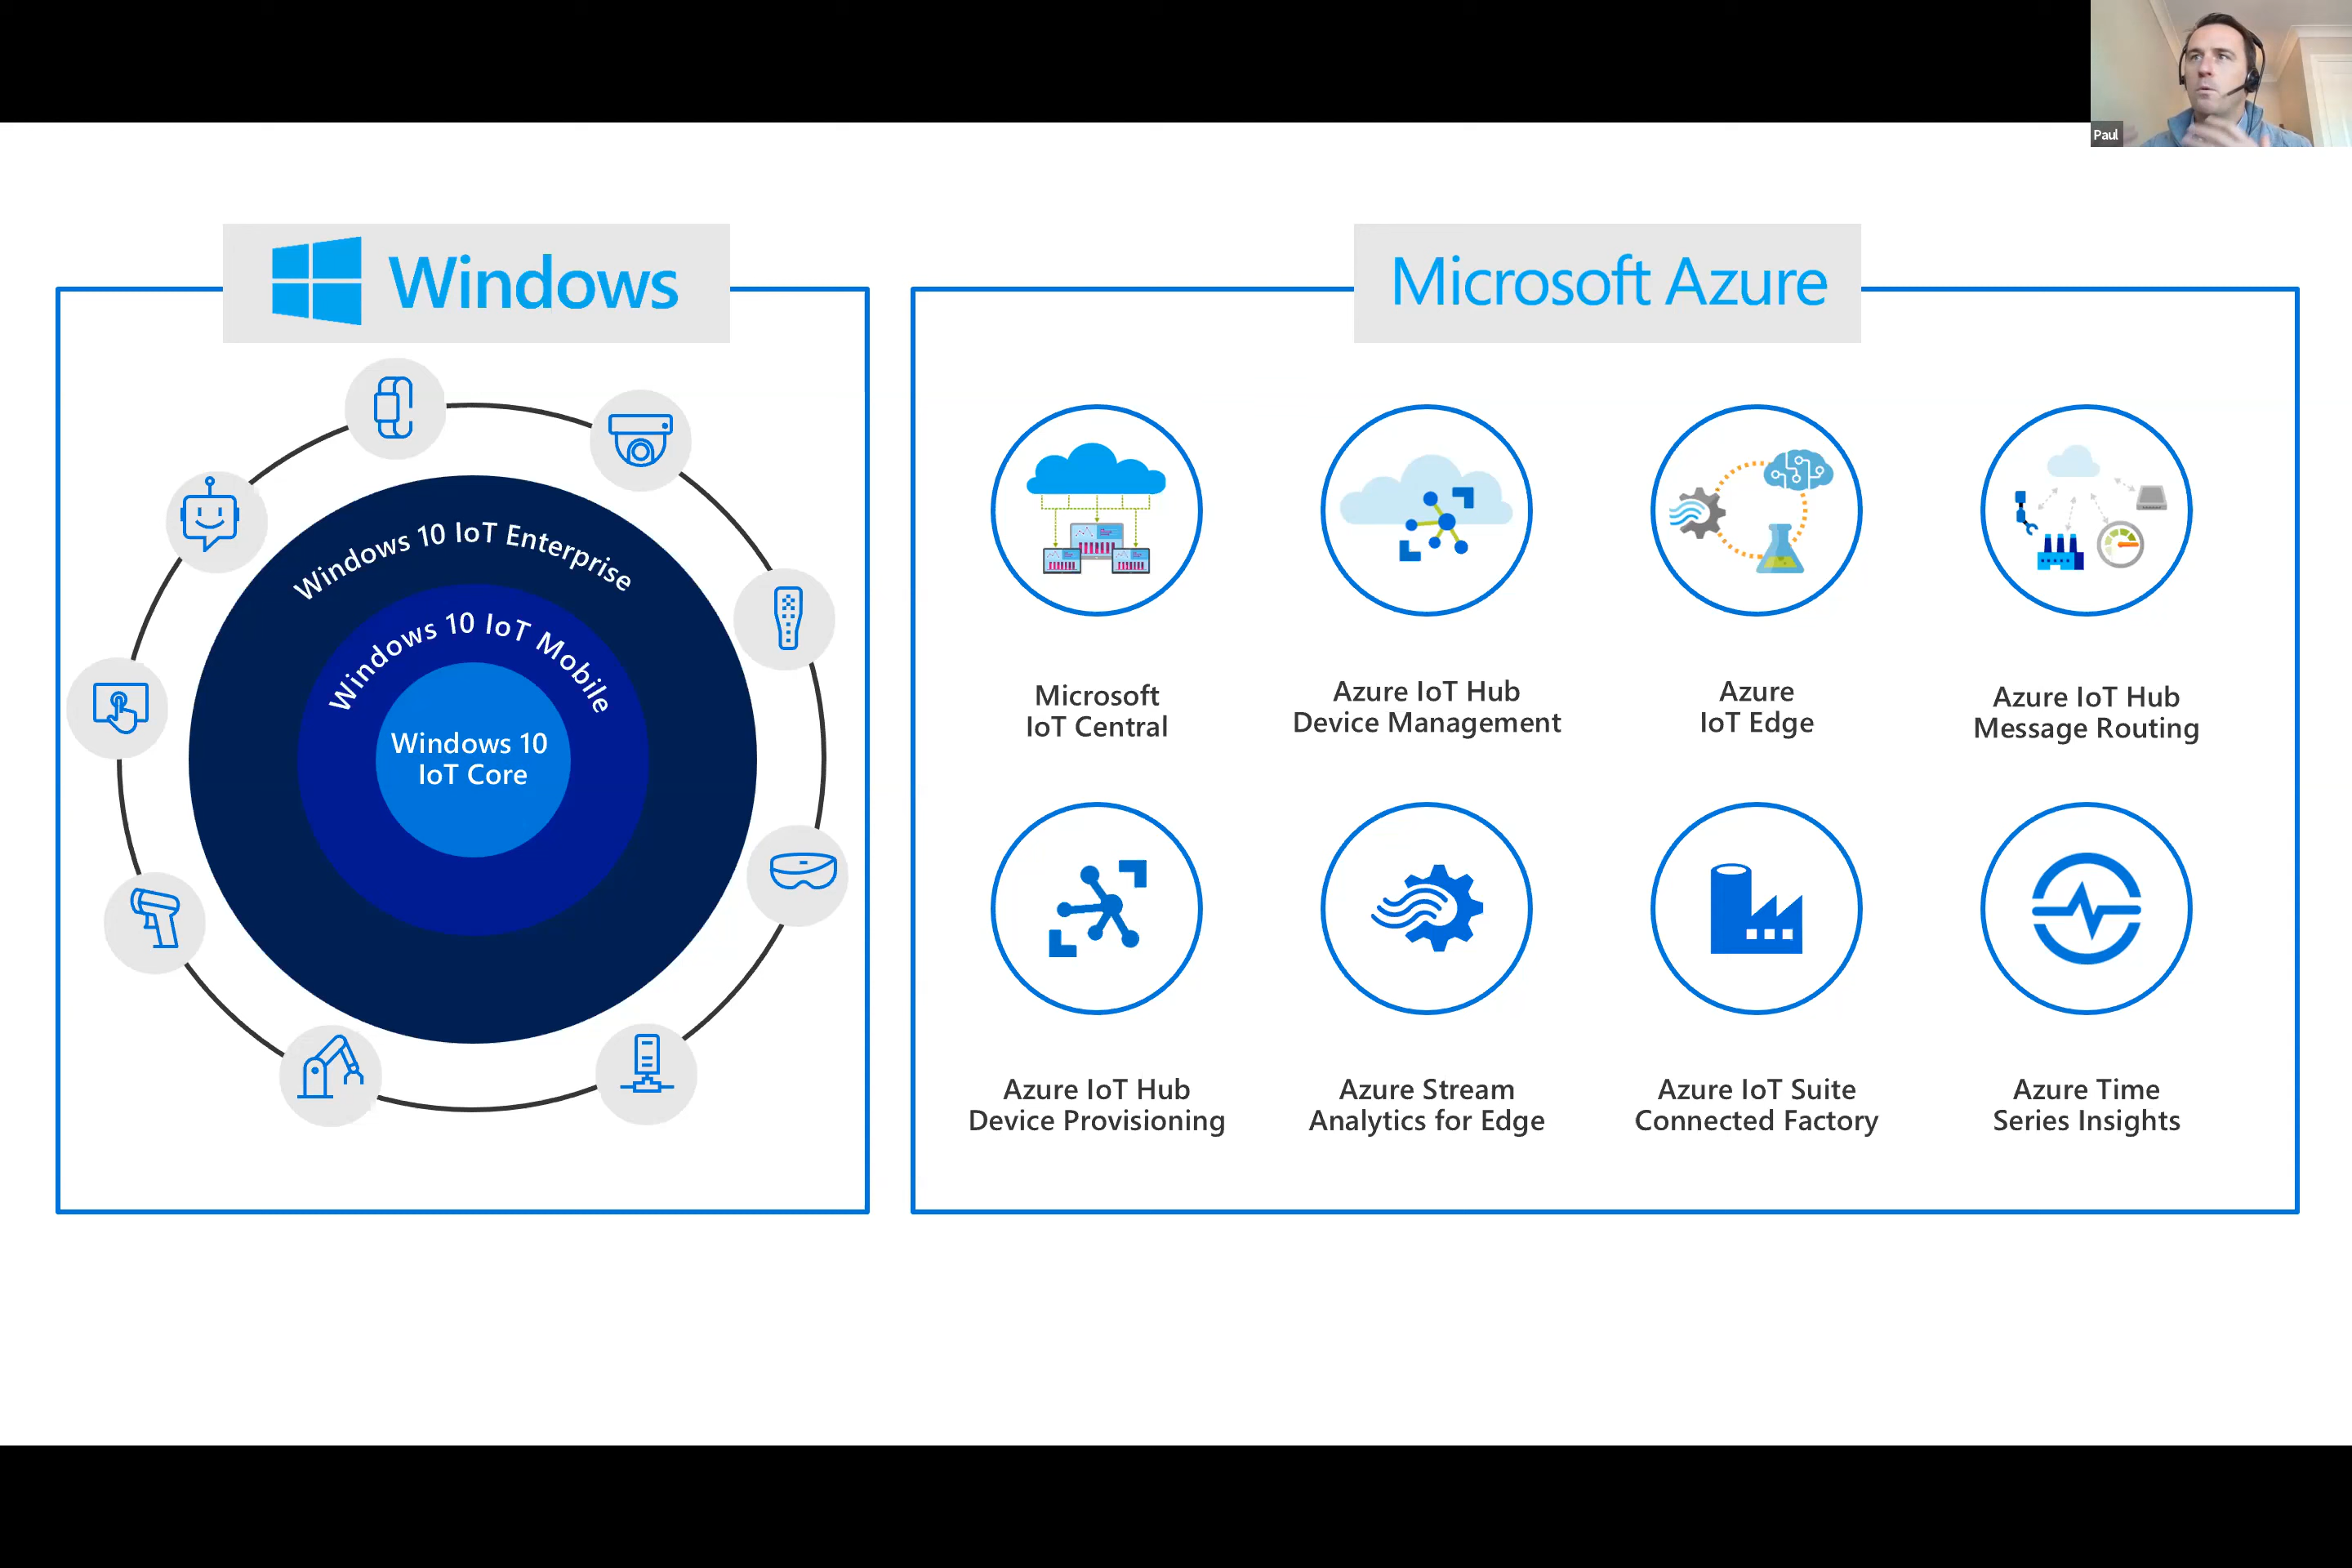 Paul
Windows
Windows 10 IoT Enterprise
Windows 10 IoT Mobile
Windows 10
IoT Core
Microsoft Azure
Microsoft
IoT Central
Azure IoT Hub
Device Management
Azure
IoT Edge
Azure IoT Hub
Message Routing
Azure IoT Hub
Device Provisioning
Azure Stream
Analytics for Edge
Azure IoT Suite
Connected Factory
Azure Time
Series Insights